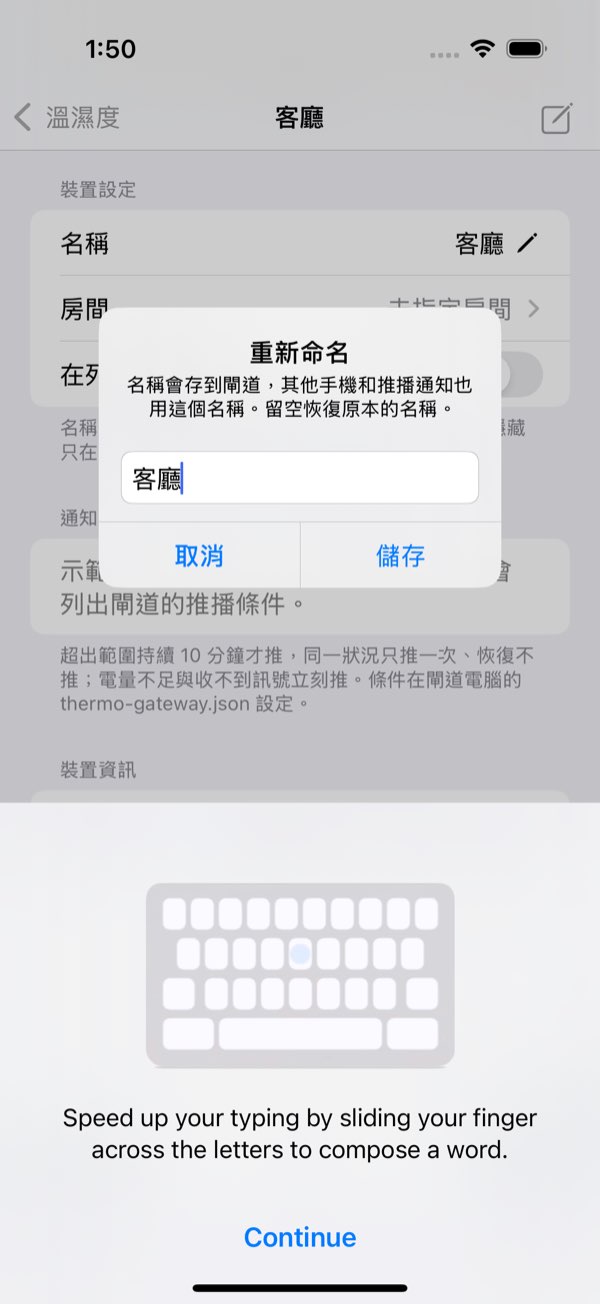 1:50
溫濕度
客廳
裝置設定
名稱 客廳
房間
在列
名稱
藏
只在
重新命名
名稱會存到閘道，其他手機和推播通知也
用這個名稱。留空恢復原本的名稱。
客廳
取消 儲存
通知
示範 會
列出閘道的推播條件。
超出範圍持續 10 分鐘才推，同一狀況只推一次、恢復不
推；電量不足與收不到訊號立刻推。條件在閘道電腦的
thermo-gateway.json 設定。
裝置資訊
Speed up your typing by sliding your finger
across the letters to compose a word.
Continue